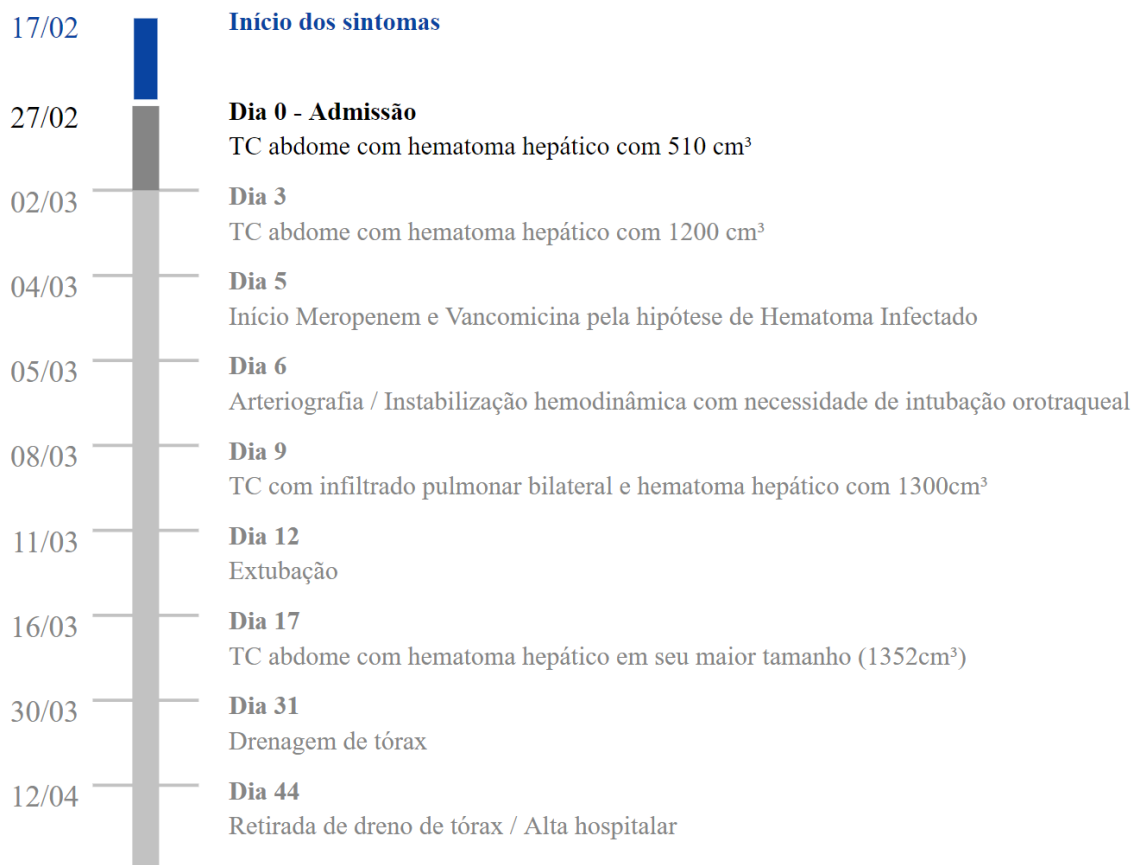 17/02
Início dos sintomas
27/02
Dia 0 - Admissão
TC abdome com hematoma hepático com 510 cm³
02/03
Dia 3
TC abdome com hematoma hepático com 1200 cm³
04/03
Dia 5
Início Meropenem e Vancomicina pela hipótese de Hematoma Infectado
05/03
Dia 6
Arteriografia / Instabilização hemodinâmica com necessidade de intubação orotraqueal
08/03
Dia 9
TC com infiltrado pulmonar bilateral e hematoma hepático com 1300cm³
11/03
Dia 12
Extubação
16/03
Dia 17
TC abdome com hematoma hepático em seu maior tamanho (1352cm³)
30/03
Dia 31
Drenagem de tórax
12/04
Dia 44
Retirada de dreno de tórax / Alta hospitalar